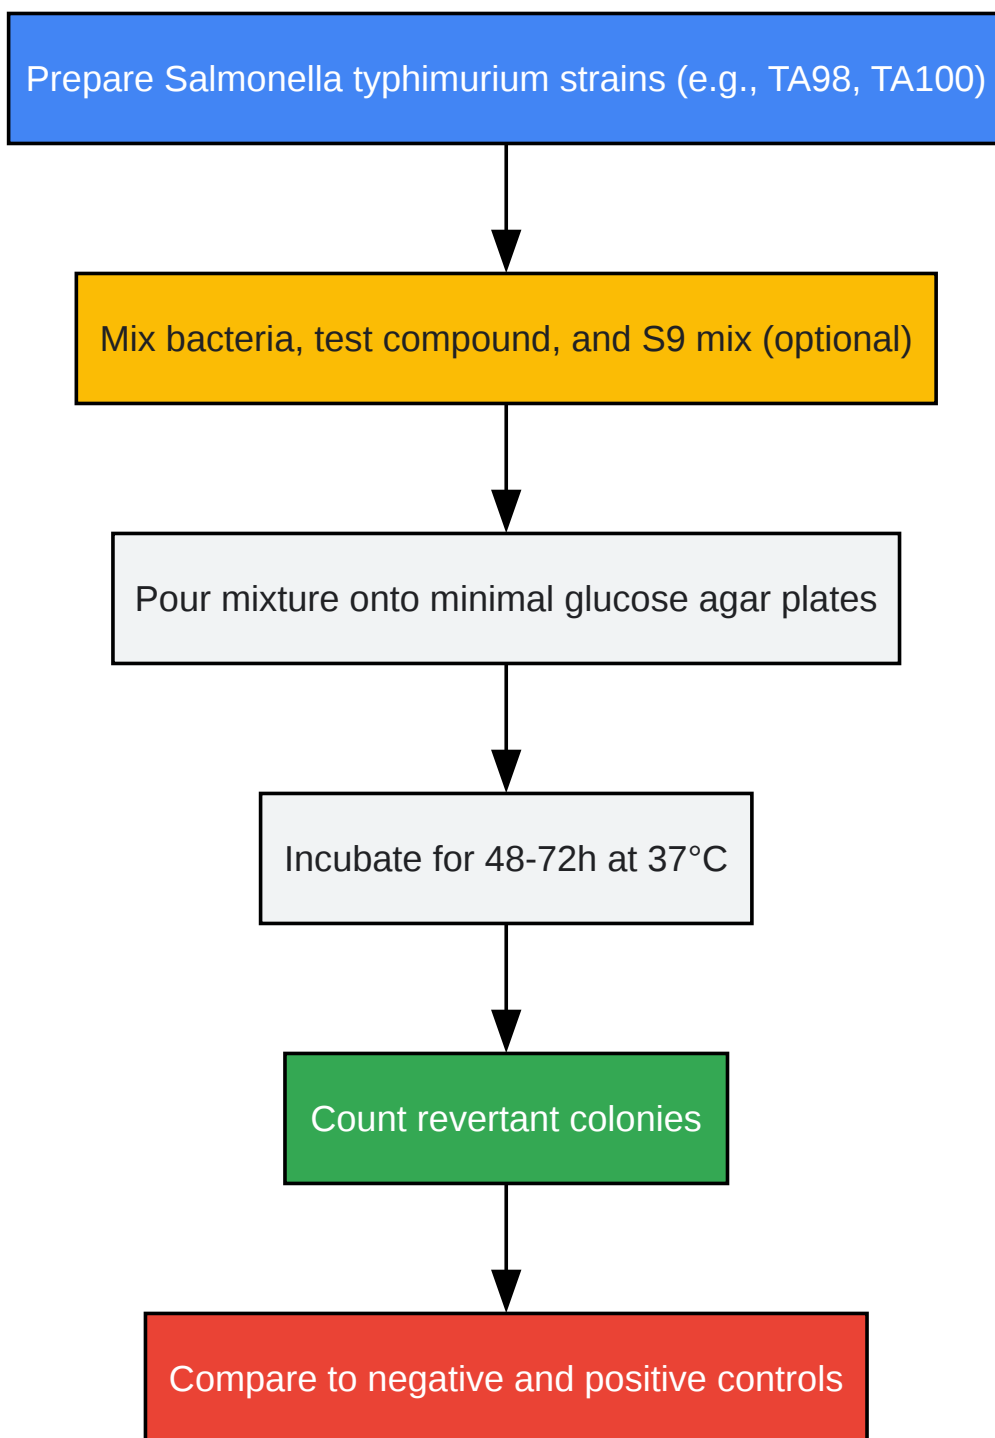 Prepare Salmonella typhimurium strains (e.g., TA98, TA100)
Mix bacteria, test compound, and S9 mix (optional)
Pour mixture onto minimal glucose agar plates
Incubate for 48-72h at 37°C
Count revertant colonies
Compare to negative and positive controls